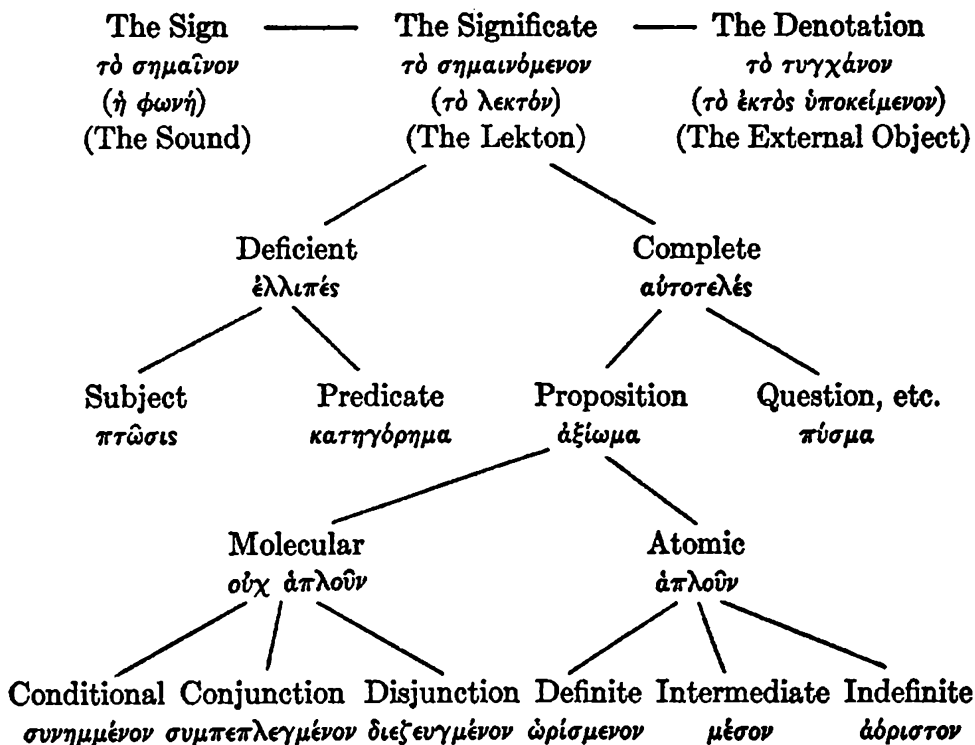 The Sign The Significate The Denotation
τὸ σημαῖνον τὸ σημαινόμενον τὸ τυγχάνον
(ἡ φωνή) (τὸ λεκτόν) (τὸ ἐκτὸς ὑποκείμενον)
(The Sound) (The Lekton) (The External Object)
Deficient Complete
ἐλλιπές αὐτοτελές
Subject Predicate Proposition Question, etc.
πτῶσις κατηγόρημα ἀξίωμα πύσμα
Molecular Atomic
οὐχ ἁπλοῦν ἁπλοῦν
Conditional Conjunction Disjunction Definite Intermediate Indefinite
συνημμένον συμπεπλεγμένον διεζευγμένον ὡρίσμενον μέσον ἀόριστον